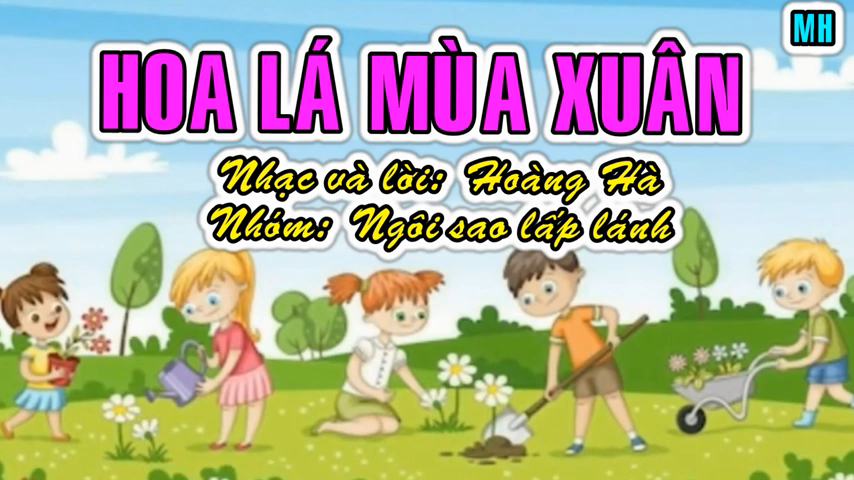 MH
HOA LÁ MÙA XUÂN
Nhạc và lời: Hoàng Hà
Nhóm: Ngôi sao lấp lánh